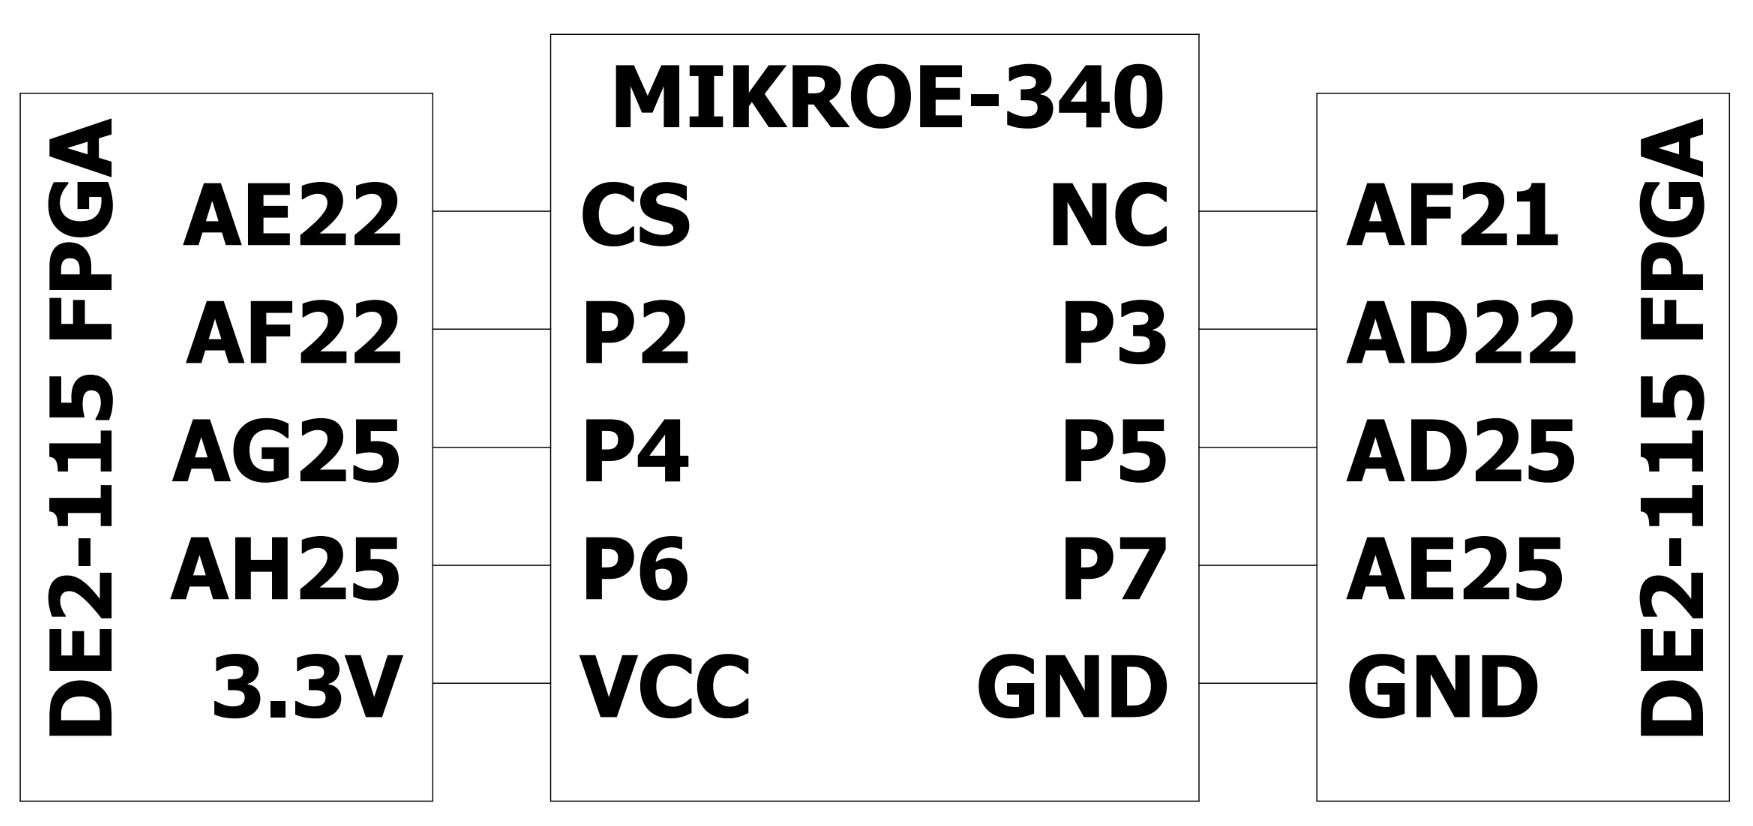 MIKROE-340
DE2-115 FPGA
AE22 CS NC AF21
AF22 P2 P3 AD22
AG25 P4 P5 AD25
AH25 P6 P7 AE25
3.3V VCC GND GND
DE2-115 FPGA